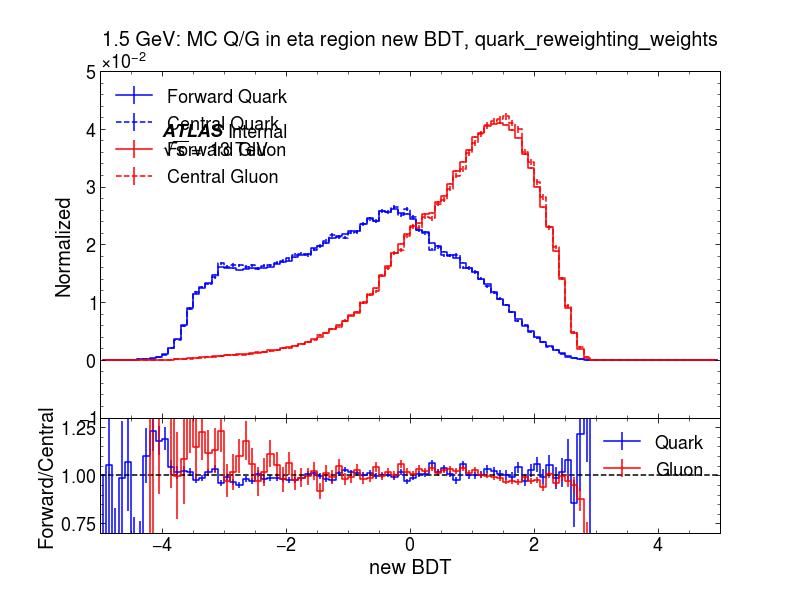 1.5 GeV: MC Q/G in eta region new BDT, quark_reweighting_weights
×10⁻²
5
4
3
2
1
0
−1
Normalized
Forward Quark
Central Quark
ATLAS Internal
√s = 13 TeV
Forward Gluon
Central Gluon
1.25
1.00
0.75
Forward/Central
Quark
Gluon
−4 −2 0 2 4
new BDT